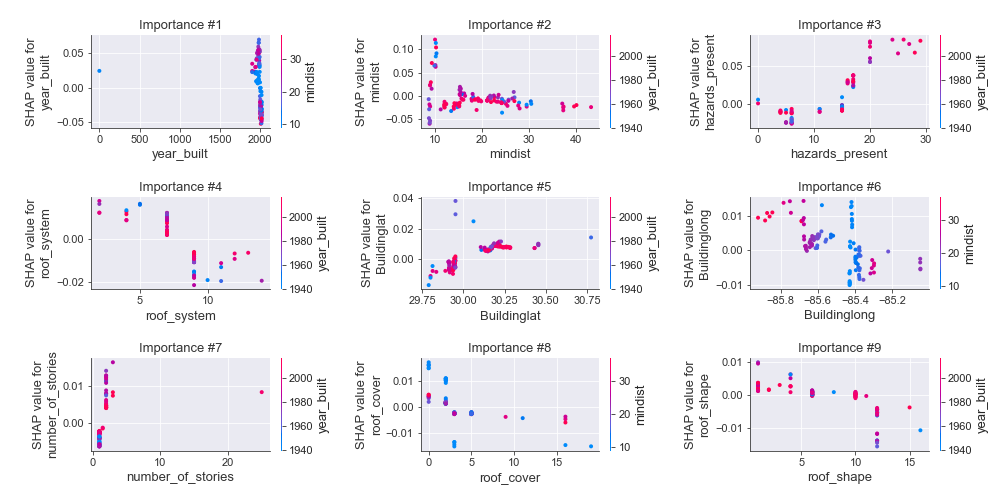 Importance #1
SHAP value for
year_built
0.05
0.00
−0.05
0
500
1000
1500
2000
year_built
30
20
10
mindist
Importance #2
SHAP value for
mindist
0.10
0.05
0.00
−0.05
10
20
30
40
mindist
2000
1980
1960
1940
year_built
Importance #3
SHAP value for
hazards_present
0.05
0.00
0
10
20
30
hazards_present
2000
1980
1960
1940
year_built
Importance #4
SHAP value for
roof_system
0.00
−0.02
5
10
roof_system
2000
1980
1960
1940
year_built
Importance #5
SHAP value for
Buildinglat
0.04
0.02
0.00
29.75
30.00
30.25
30.50
30.75
Buildinglat
2000
1980
1960
1940
year_built
Importance #6
SHAP value for
Buildinglong
0.01
0.00
−0.01
−85.8
−85.6
−85.4
−85.2
Buildinglong
30
20
10
mindist
Importance #7
SHAP value for
number_of_stories
0.01
0.00
0
10
20
number_of_stories
2000
1980
1960
1940
year_built
Importance #8
SHAP value for
roof_cover
0.01
0.00
−0.01
0
5
10
15
roof_cover
30
20
10
mindist
Importance #9
SHAP value for
roof_shape
0.01
0.00
−0.01
5
10
15
roof_shape
2000
1980
1960
1940
year_built